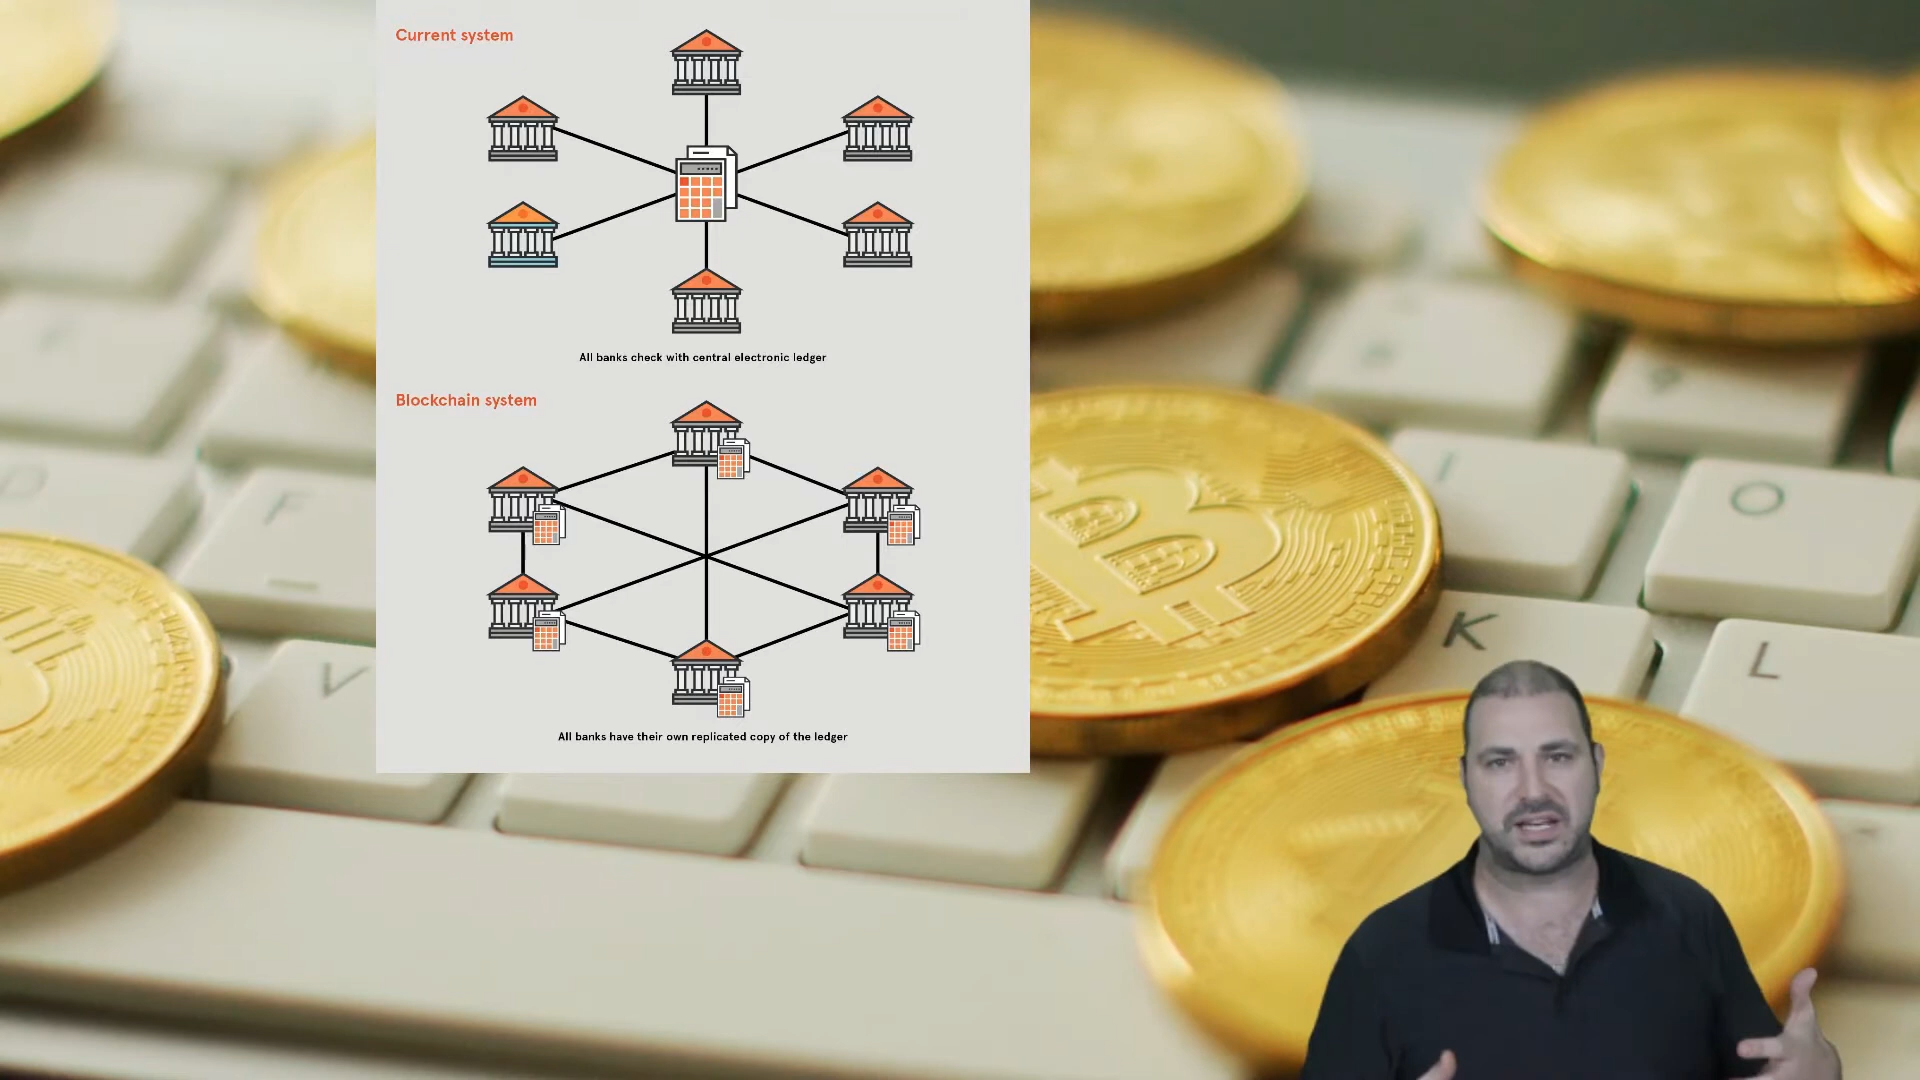 Current system
All banks check with central electronic ledger
Blockchain system
All banks have their own replicated copy of the ledger
I
O
F
K
L
V